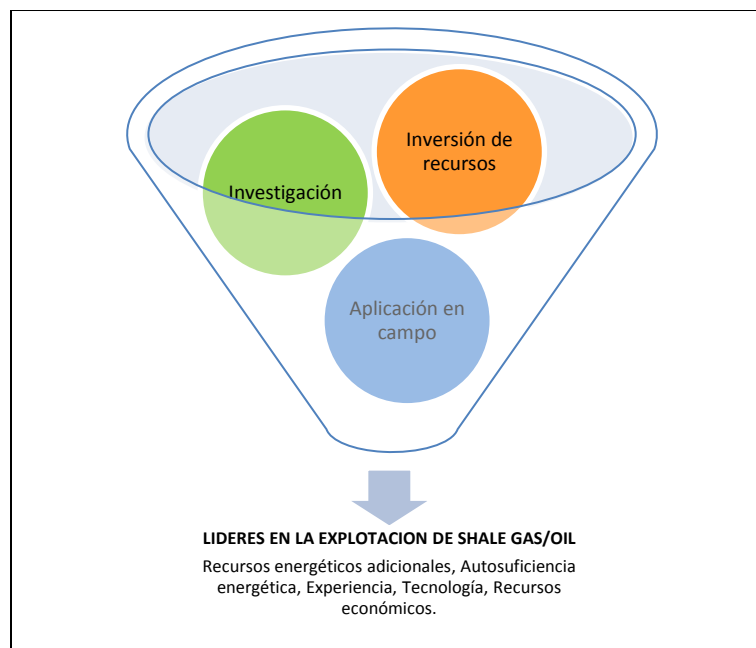 Inversión de
recursos
Investigación
Aplicación en
campo
LIDERES EN LA EXPLOTACION DE SHALE GAS/OIL
Recursos energéticos adicionales, Autosuficiencia
energética, Experiencia, Tecnología, Recursos
económicos.